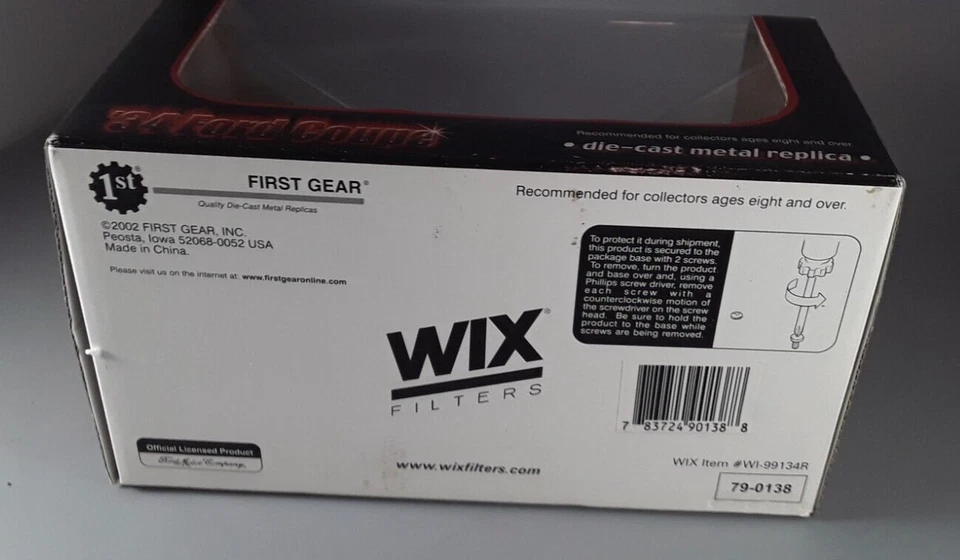 '34 Ford Coupe
Recommended for collectors ages eight and over
• die-cast metal replica •
1st
FIRST GEAR®
Quality Die-Cast Metal Replicas
©2002 FIRST GEAR, INC.
Peosta, Iowa 52068-0052 USA
Made in China.
Please visit us on the internet at: www.firstgearonline.com
Recommended for collectors ages eight and over.
To protect it during shipment,
this product is secured to the
package base with 2 screws.
To remove, turn the product
and base over and, using a
Phillips screw driver, remove
each screw with a
counterclockwise motion of
the screwdriver on the screw
head. Be sure to hold the
product to the base while
screws are being removed.
WIX®
FILTERS
7 83724 90138 8
Official Licensed Product
Ford Motor Company
www.wixfilters.com
WIX Item #WI-99134R
79-0138